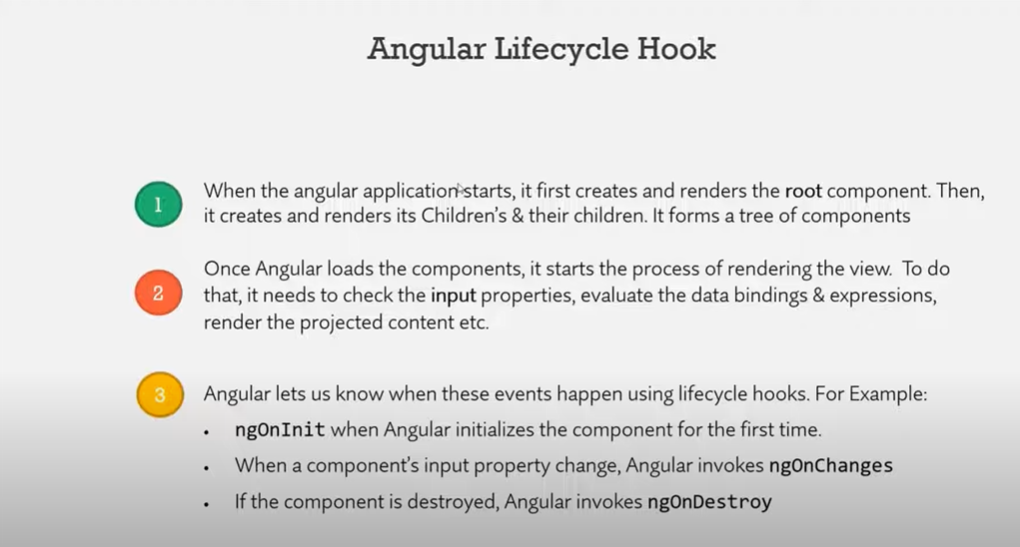 Angular Lifecycle Hook
1
When the angular application starts, it first creates and renders the root component. Then,
it creates and renders its Children's & their children. It forms a tree of components
2
Once Angular loads the components, it starts the process of rendering the view. To do
that, it needs to check the input properties, evaluate the data bindings & expressions,
render the projected content etc.
3
Angular lets us know when these events happen using lifecycle hooks. For Example:
• ngOnInit when Angular initializes the component for the first time.
• When a component's input property change, Angular invokes ngOnChanges
• If the component is destroyed, Angular invokes ngOnDestroy